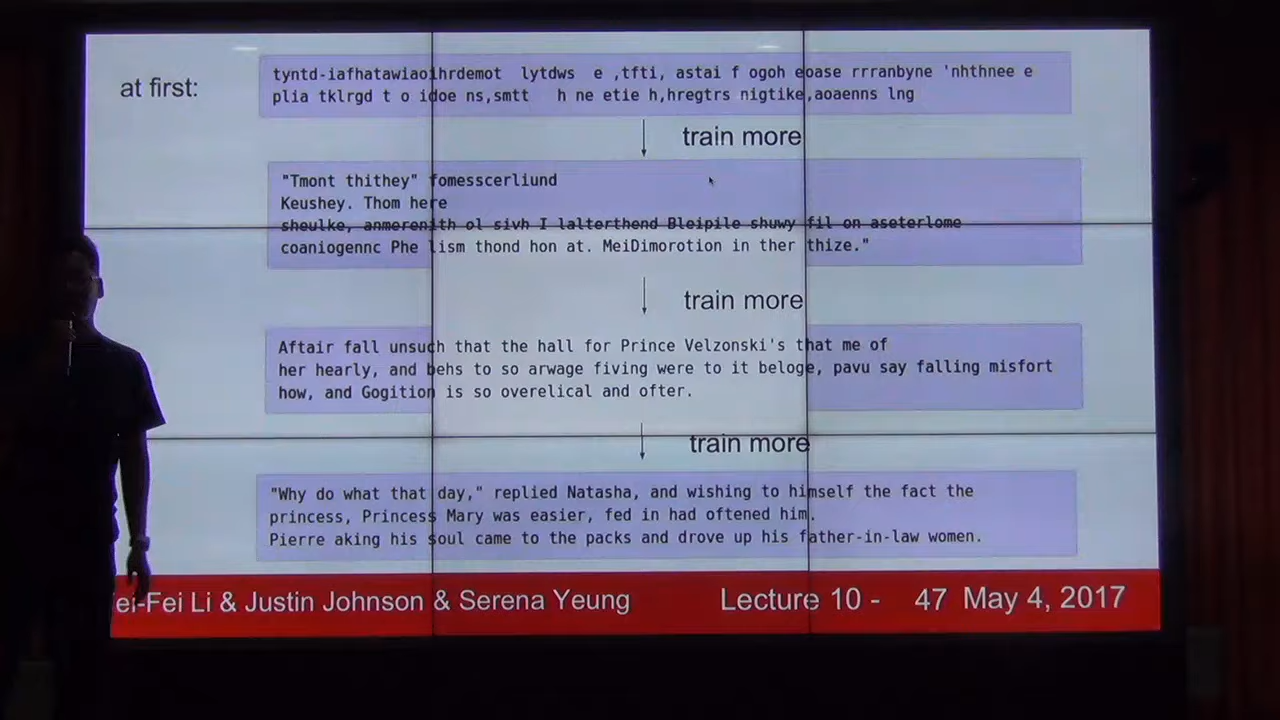 at first:
tyntd-iafhatawiaoihrdemot lytdws e ,tfti, astai f ogoh eoase rrranbyne 'nhthnee e
plia tklrgd t o idoe ns,smtt h ne etie h,hregtrs nigtike,aoaenns lng
train more
"Tmont thithey" fomesscerliund
Keushey. Thom here
sheulke, anmerenith ol sivh I lalterthend Bleipile shuwy fil on aseterlome
coaniogennc Phe lism thond hon at. MeiDimorotion in ther thize."
train more
Aftair fall unsuch that the hall for Prince Velzonski's that me of
her hearly, and behs to so arwage fiving were to it beloge, pavu say falling misfort
how, and Gogition is so overelical and ofter.
train more
"Why do what that day," replied Natasha, and wishing to himself the fact the
princess, Princess Mary was easier, fed in had oftened him.
Pierre aking his soul came to the packs and drove up his father-in-law women.
ei-Fei Li & Justin Johnson & Serena Yeung Lecture 10 - 47 May 4, 2017